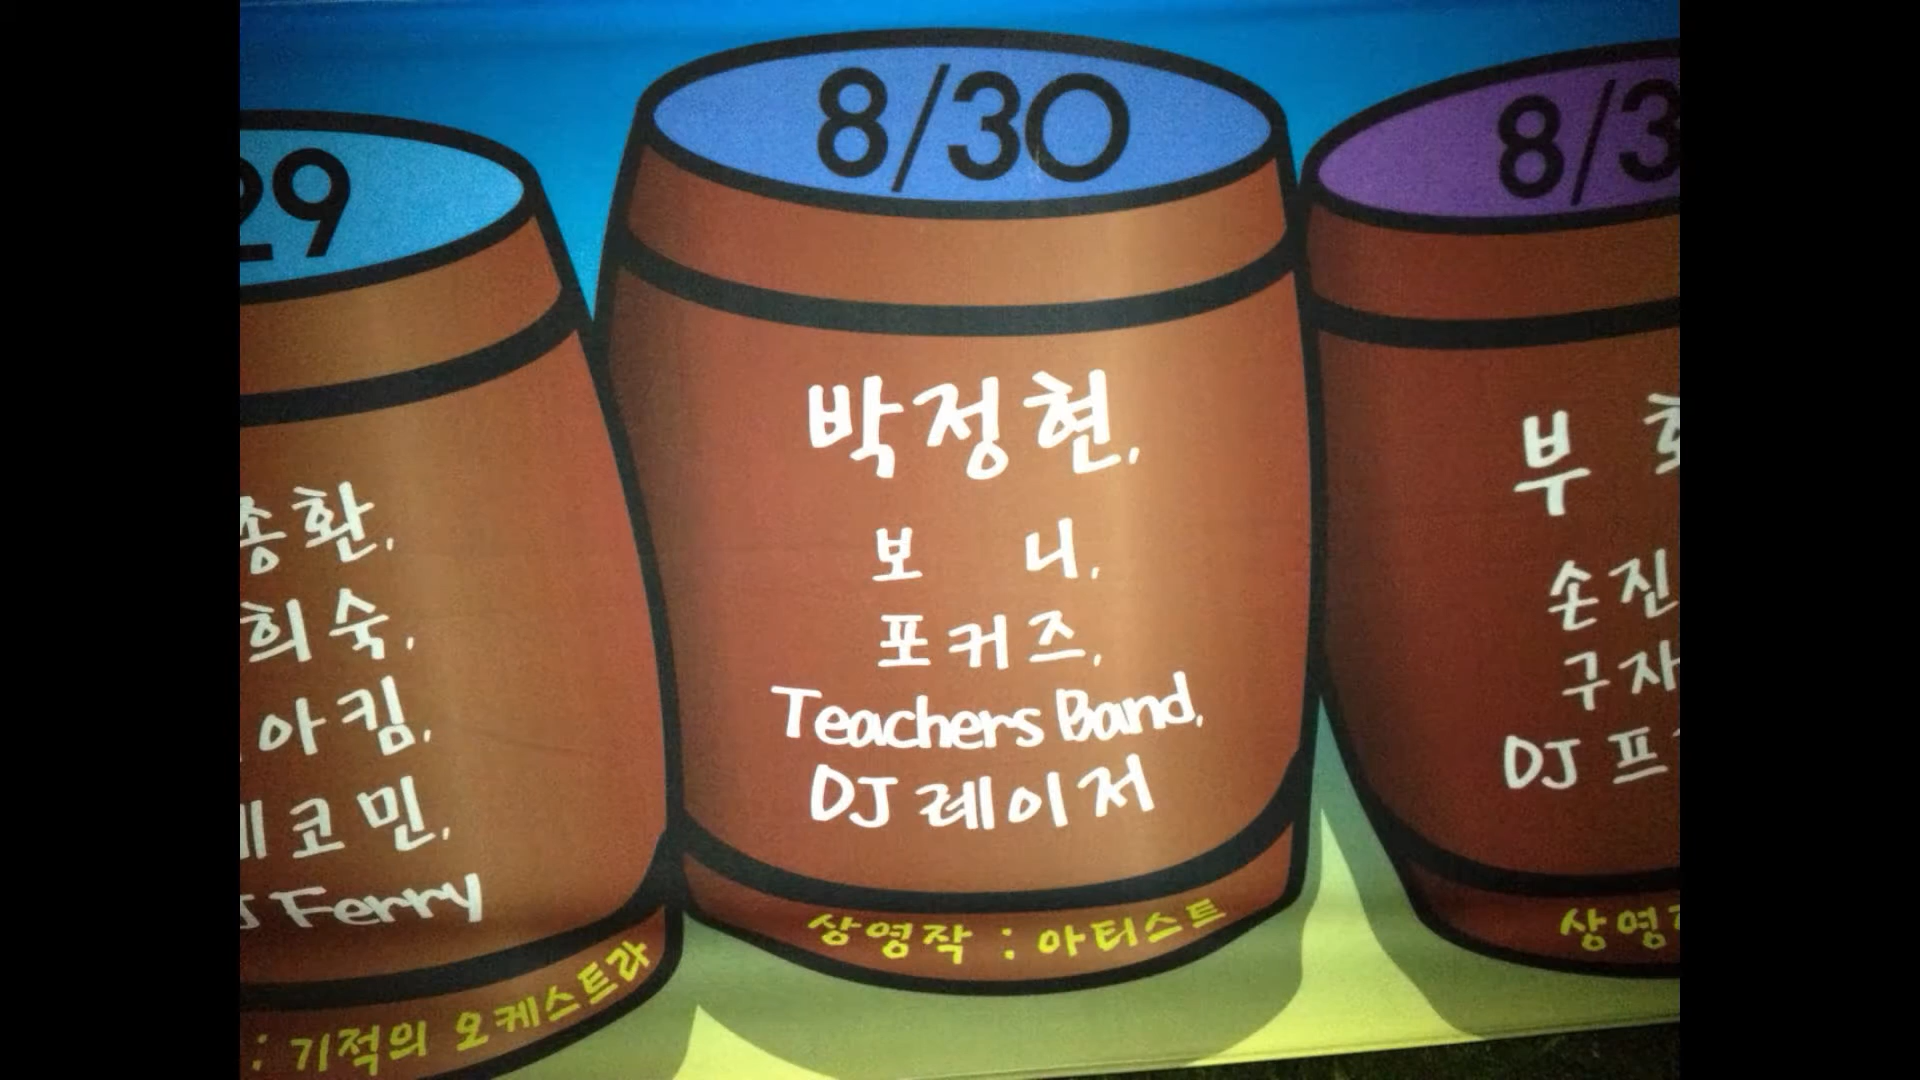 29
종환,
희숙,
아킴,
코민,
Ferry
: 기적의 오케스트라
8/30
박정현,
보 니,
포커즈,
Teachers Band,
DJ 레이저
상영작 : 아티스트
8/3
부
손진
구자
DJ 프
상영